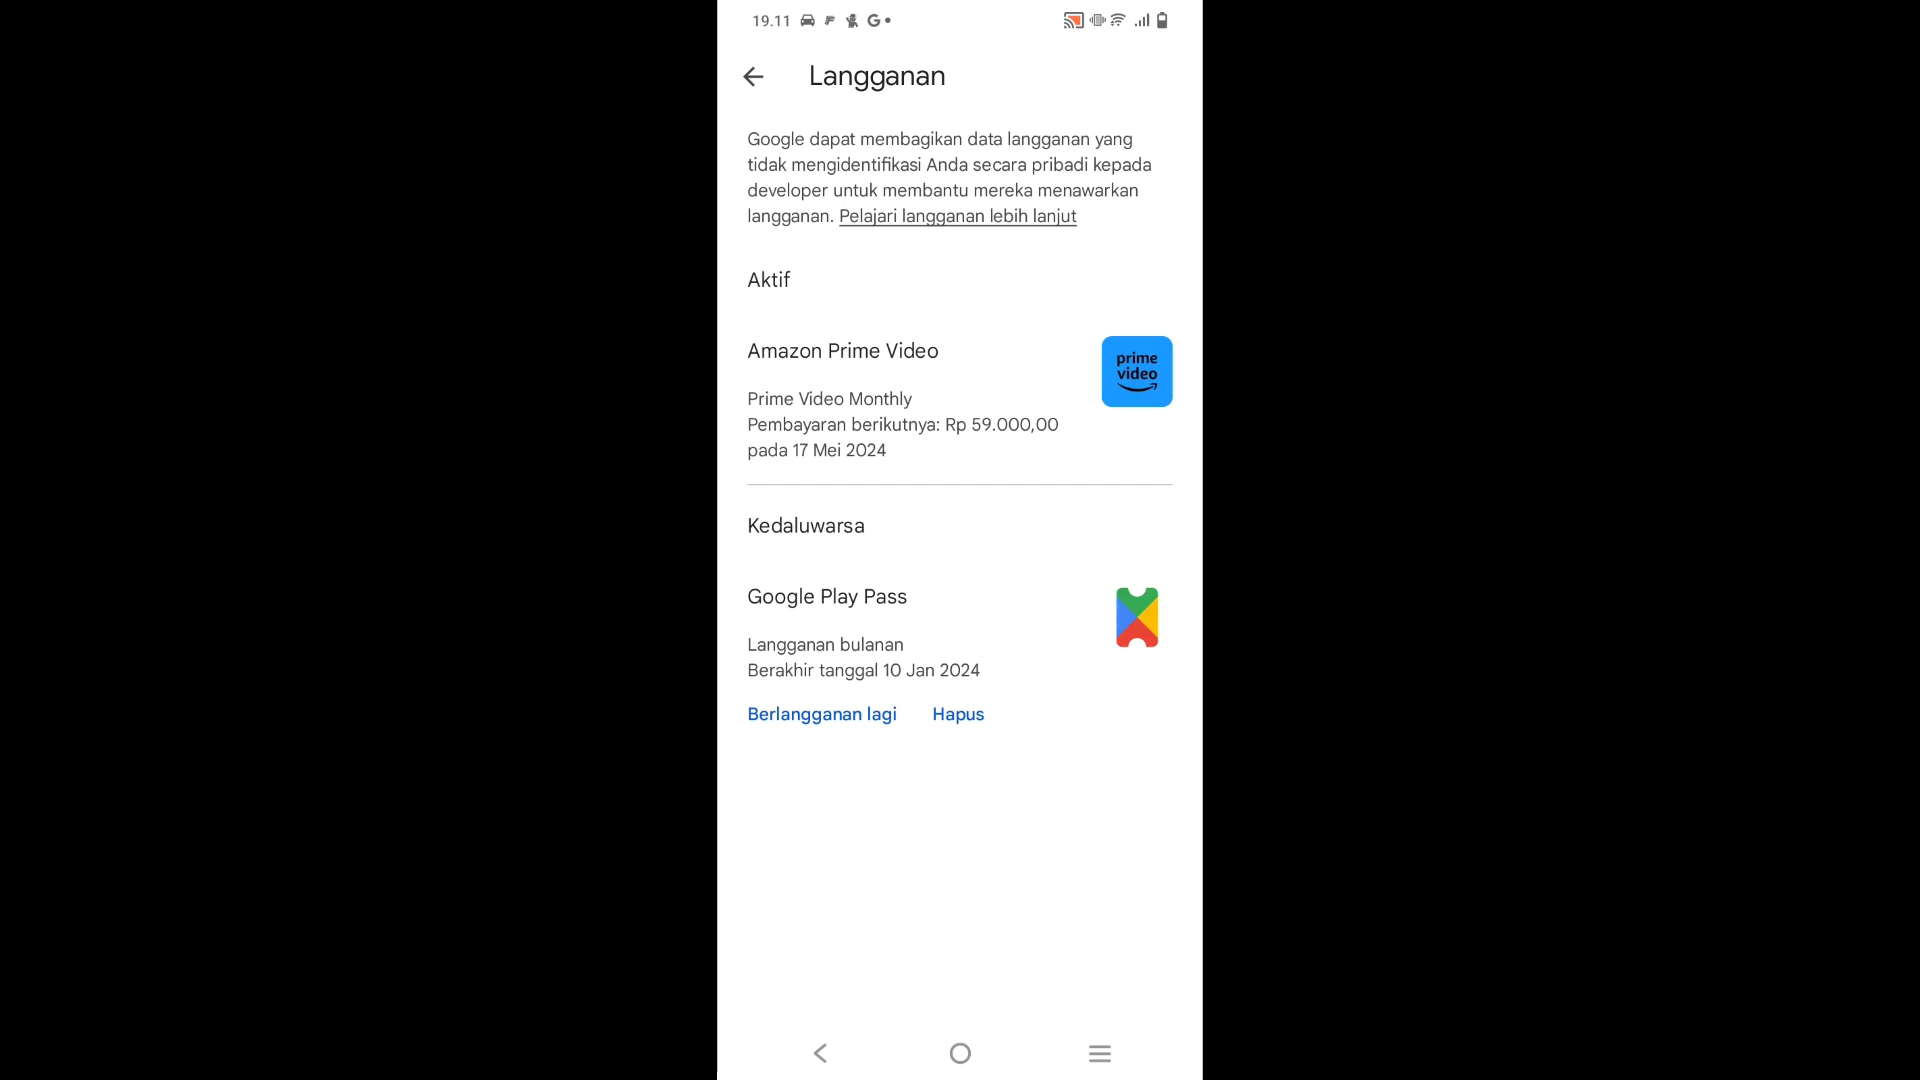 19.11
Langganan
Google dapat membagikan data langganan yang
tidak mengidentifikasi Anda secara pribadi kepada
developer untuk membantu mereka menawarkan
langganan. Pelajari langganan lebih lanjut
Aktif
Amazon Prime Video
prime
video
Prime Video Monthly
Pembayaran berikutnya: Rp 59.000,00
pada 17 Mei 2024
Kedaluwarsa
Google Play Pass
Langganan bulanan
Berakhir tanggal 10 Jan 2024
Berlangganan lagi Hapus